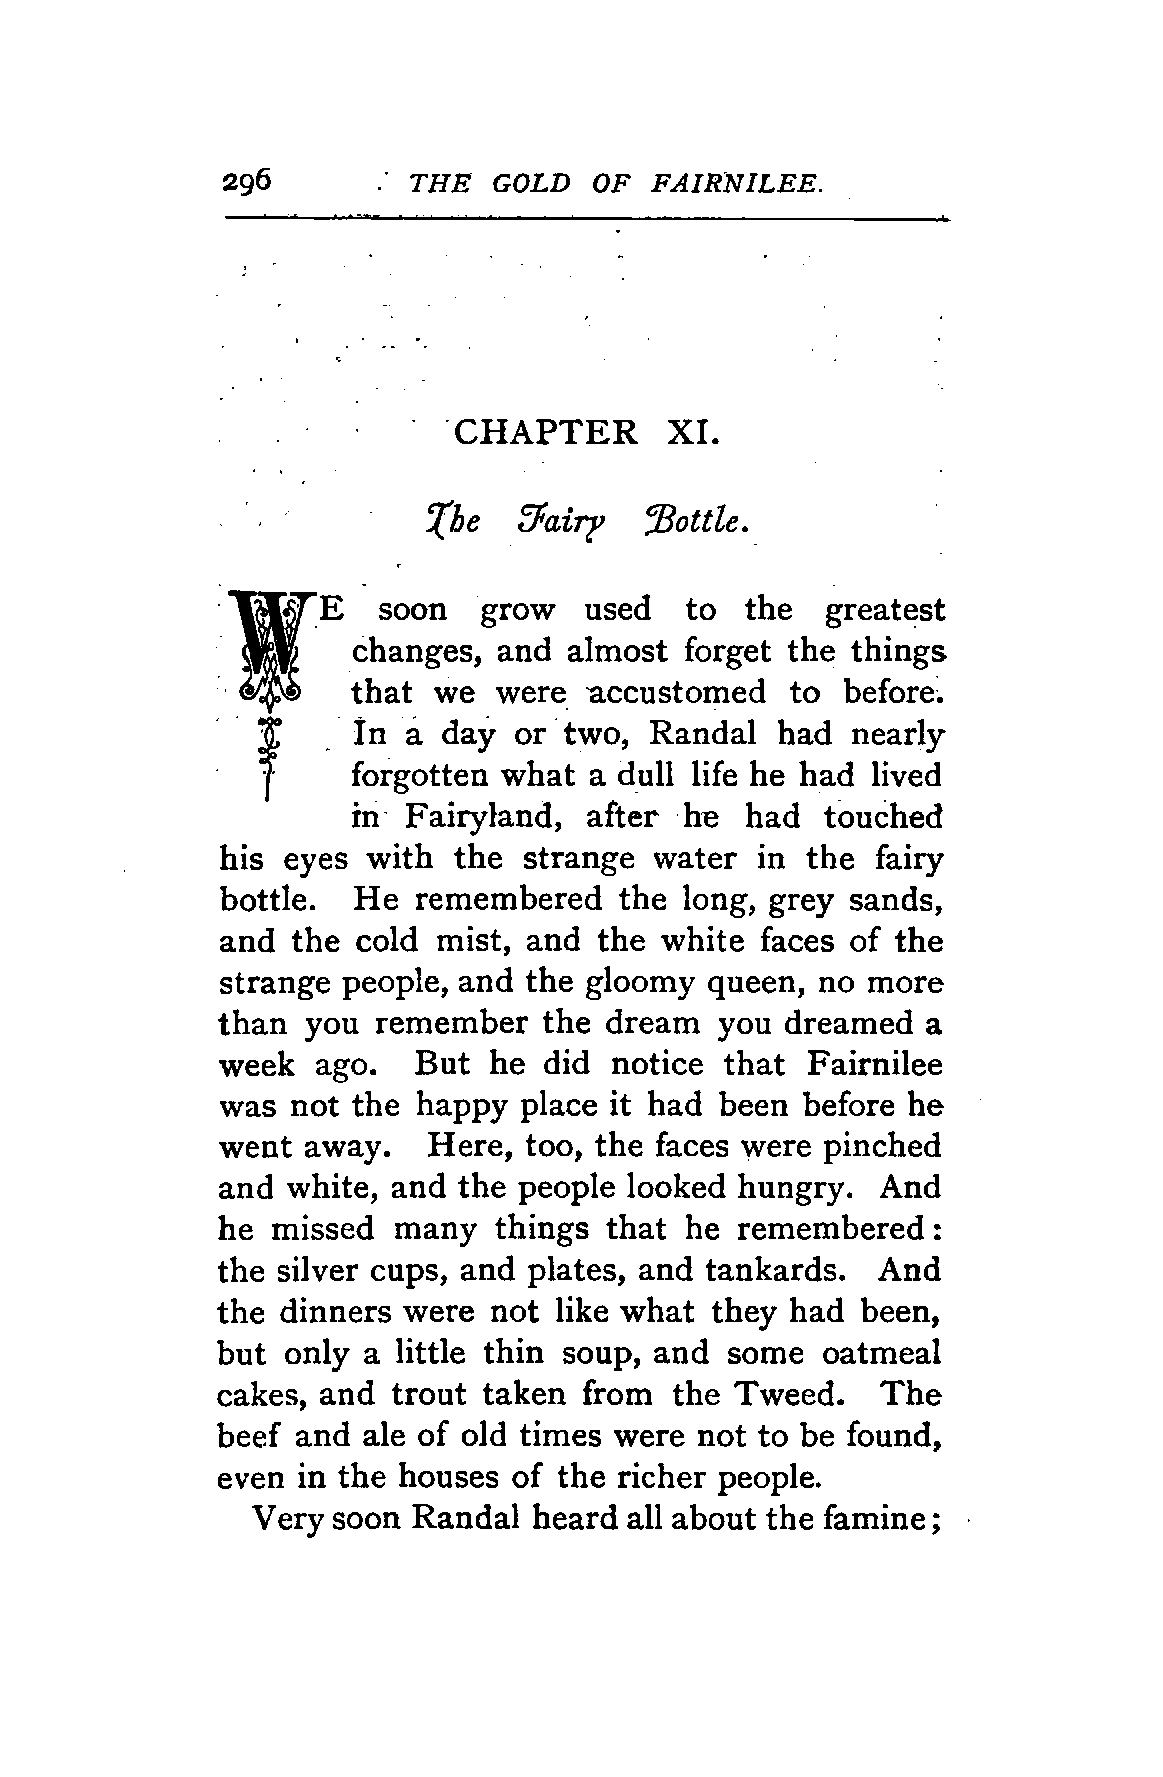 296 THE GOLD OF FAIRNILEE.
CHAPTER XI.
The Fairy Bottle.
WE soon grow used to the greatest
changes, and almost forget the things
that we were accustomed to before.
In a day or two, Randal had nearly
forgotten what a dull life he had lived
in Fairyland, after he had touched
his eyes with the strange water in the fairy
bottle. He remembered the long, grey sands,
and the cold mist, and the white faces of the
strange people, and the gloomy queen, no more
than you remember the dream you dreamed a
week ago. But he did notice that Fairnilee
was not the happy place it had been before he
went away. Here, too, the faces were pinched
and white, and the people looked hungry. And
he missed many things that he remembered:
the silver cups, and plates, and tankards. And
the dinners were not like what they had been,
but only a little thin soup, and some oatmeal
cakes, and trout taken from the Tweed. The
beef and ale of old times were not to be found,
even in the houses of the richer people.
Very soon Randal heard all about the famine;